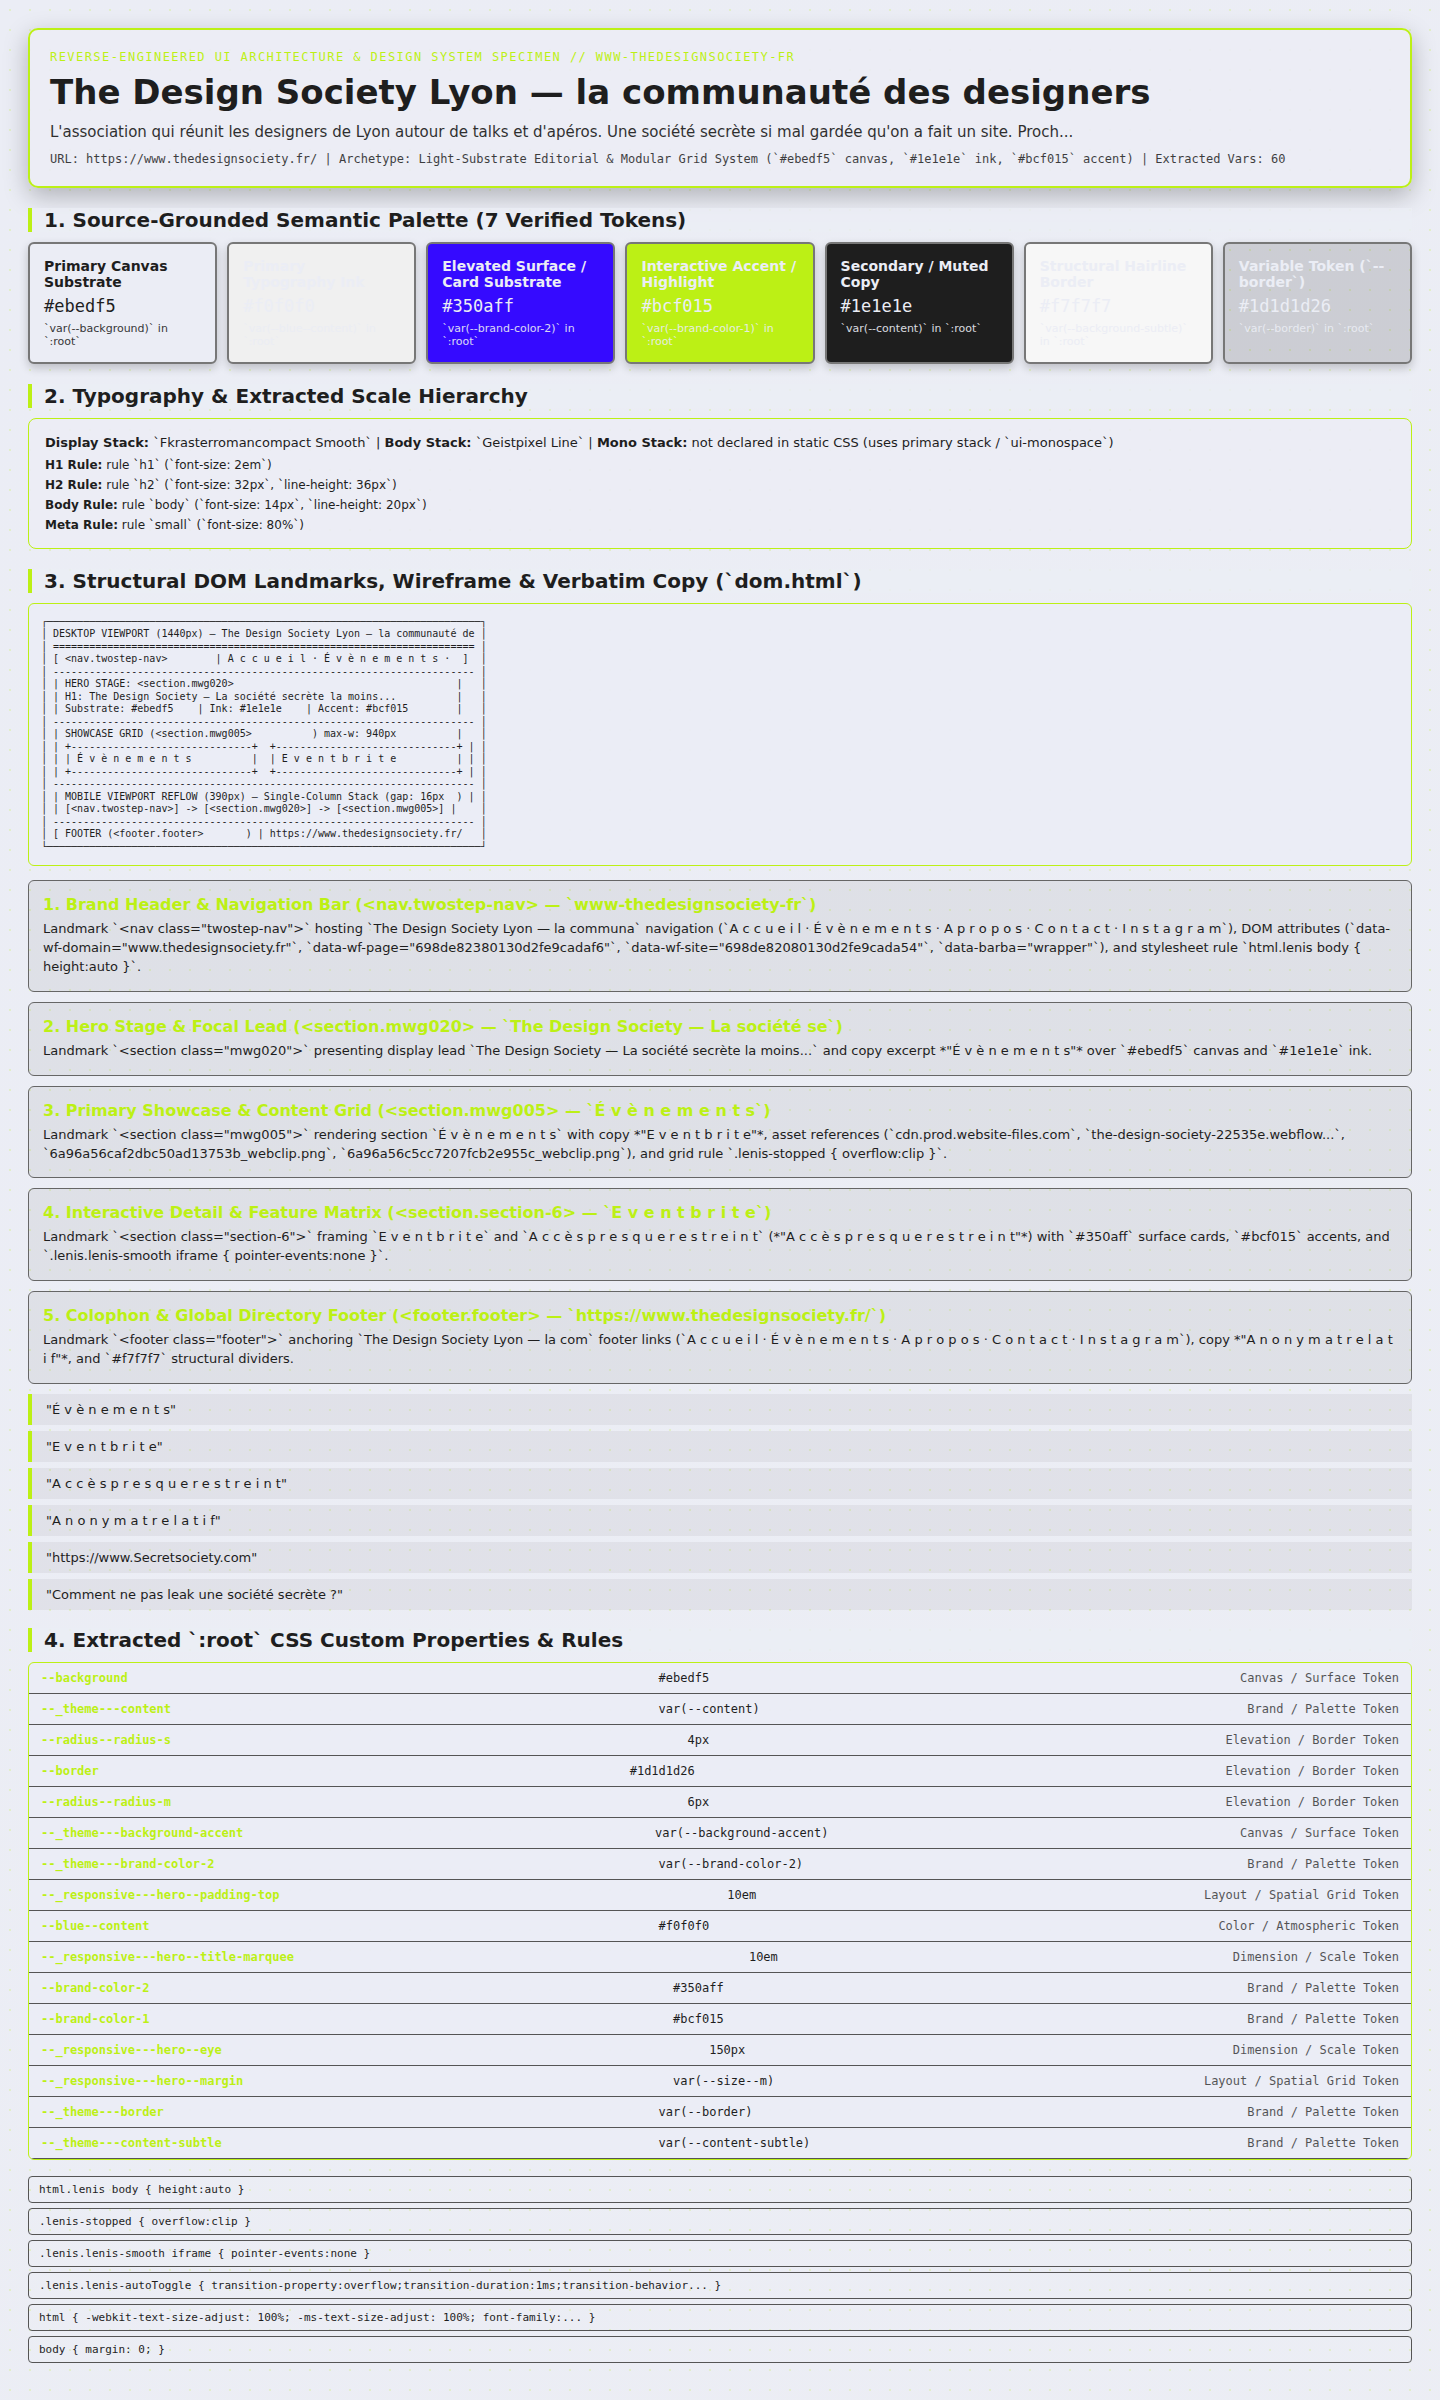 REVERSE-ENGINEERED UI ARCHITECTURE & DESIGN SYSTEM SPECIMEN // WWW-THEDESIGNSOCIETY-FR
The Design Society Lyon — la communauté des designers
L'association qui réunit les designers de Lyon autour de talks et d'apéros. Une société secrète si mal gardée qu'on a fait un site. Proch...
URL: https://www.thedesignsociety.fr/ | Archetype: Light-Substrate Editorial & Modular Grid System (`#ebedf5` canvas, `#1e1e1e` ink, `#bcf015` accent) | Extracted Vars: 60
1. Source-Grounded Semantic Palette (7 Verified Tokens)
Primary Canvas
Substrate
#ebedf5
`var(--background)` in
`:root`
Elevated Surface /
Card Substrate
#350aff
`var(--brand-color-2)` in
`:root`
Interactive Accent /
Highlight
#bcf015
`var(--brand-color-1)` in
`:root`
Secondary / Muted
Copy
#1e1e1e
`var(--content)` in `:root`
Structural Hairline
Border
#f7f7f7
`var(--background-subtle)`
in `:root`
Variable Token (`--
border`)
#1d1d1d26
`var(--border)` in `:root`
2. Typography & Extracted Scale Hierarchy
Display Stack: `Fkrasterromancompact Smooth` | Body Stack: `Geistpixel Line` | Mono Stack: not declared in static CSS (uses primary stack / `ui-monospace`)
H1 Rule: rule `h1` (`font-size: 2em`)
H2 Rule: rule `h2` (`font-size: 32px`, `line-height: 36px`)
Body Rule: rule `body` (`font-size: 14px`, `line-height: 20px`)
Meta Rule: rule `small` (`font-size: 80%`)
3. Structural DOM Landmarks, Wireframe & Verbatim Copy (`dom.html`)
DESKTOP VIEWPORT (1440px) — The Design Society Lyon — la communauté de
======================================================================
[ <nav.twostep-nav>        | A c c u e i l · É v è n e m e n t s ·  ]
----------------------------------------------------------------------
| HERO STAGE: <section.mwg020>                                     |
| H1: The Design Society — La société secrète la moins...          |
| Substrate: #ebedf5    | Ink: #1e1e1e    | Accent: #bcf015        |
----------------------------------------------------------------------
| SHOWCASE GRID (<section.mwg005>          ) max-w: 940px          |
| +------------------------------+  +------------------------------+ |
| | É v è n e m e n t s          |  | E v e n t b r i t e          | |
| +------------------------------+  +------------------------------+ |
----------------------------------------------------------------------
| MOBILE VIEWPORT REFLOW (390px) — Single-Column Stack (gap: 16px  ) |
| [<nav.twostep-nav>] -> [<section.mwg020>] -> [<section.mwg005>] |
----------------------------------------------------------------------
[ FOOTER (<footer.footer>       ) | https://www.thedesignsociety.fr/
1. Brand Header & Navigation Bar (<nav.twostep-nav> — `www-thedesignsociety-fr`)
Landmark `<nav class="twostep-nav">` hosting `The Design Society Lyon — la communa` navigation (`A c c u e i l · É v è n e m e n t s · A p r o p o s · C o n t a c t · I n s t a g r a m`), DOM attributes (`data-
wf-domain="www.thedesignsociety.fr"`, `data-wf-page="698de82380130d2fe9cadaf6"`, `data-wf-site="698de82080130d2fe9cada54"`, `data-barba="wrapper"`), and stylesheet rule `html.lenis body {
height:auto }`.
2. Hero Stage & Focal Lead (<section.mwg020> — `The Design Society — La société se`)
Landmark `<section class="mwg020">` presenting display lead `The Design Society — La société secrète la moins...` and copy excerpt *"É v è n e m e n t s"* over `#ebedf5` canvas and `#1e1e1e` ink.
3. Primary Showcase & Content Grid (<section.mwg005> — `É v è n e m e n t s`)
Landmark `<section class="mwg005">` rendering section `É v è n e m e n t s` with copy *"E v e n t b r i t e"*, asset references (`cdn.prod.website-files.com`, `the-design-society-22535e.webflow...`,
`6a96a56caf2dbc50ad13753b_webclip.png`, `6a96a56c5cc7207fcb2e955c_webclip.png`), and grid rule `.lenis-stopped { overflow:clip }`.
4. Interactive Detail & Feature Matrix (<section.section-6> — `E v e n t b r i t e`)
Landmark `<section class="section-6">` framing `E v e n t b r i t e` and `A c c è s p r e s q u e r e s t r e i n t` (*"A c c è s p r e s q u e r e s t r e i n t"*) with `#350aff` surface cards, `#bcf015` accents, and
`.lenis.lenis-smooth iframe { pointer-events:none }`.
5. Colophon & Global Directory Footer (<footer.footer> — `https://www.thedesignsociety.fr/`)
Landmark `<footer class="footer">` anchoring `The Design Society Lyon — la com` footer links (`A c c u e i l · É v è n e m e n t s · A p r o p o s · C o n t a c t · I n s t a g r a m`), copy *"A n o n y m a t r e l a t
i f"*, and `#f7f7f7` structural dividers.
"É v è n e m e n t s"
"E v e n t b r i t e"
"A c c è s p r e s q u e r e s t r e i n t"
"A n o n y m a t r e l a t i f"
"https://www.Secretsociety.com"
"Comment ne pas leak une société secrète ?"
4. Extracted `:root` CSS Custom Properties & Rules
--background #ebedf5 Canvas / Surface Token
--_theme---content var(--content) Brand / Palette Token
--radius--radius-s 4px Elevation / Border Token
--border #1d1d1d26 Elevation / Border Token
--radius--radius-m 6px Elevation / Border Token
--_theme---background-accent var(--background-accent) Canvas / Surface Token
--_theme---brand-color-2 var(--brand-color-2) Brand / Palette Token
--_responsive---hero--padding-top 10em Layout / Spatial Grid Token
--blue--content #f0f0f0 Color / Atmospheric Token
--_responsive---hero--title-marquee 10em Dimension / Scale Token
--brand-color-2 #350aff Brand / Palette Token
--brand-color-1 #bcf015 Brand / Palette Token
--_responsive---hero--eye 150px Dimension / Scale Token
--_responsive---hero--margin var(--size--m) Layout / Spatial Grid Token
--_theme---border var(--border) Brand / Palette Token
--_theme---content-subtle var(--content-subtle) Brand / Palette Token
html.lenis body { height:auto }
.lenis-stopped { overflow:clip }
.lenis.lenis-smooth iframe { pointer-events:none }
.lenis.lenis-autoToggle { transition-property:overflow;transition-duration:1ms;transition-behavior... }
html { -webkit-text-size-adjust: 100%; -ms-text-size-adjust: 100%; font-family:... }
body { margin: 0; }